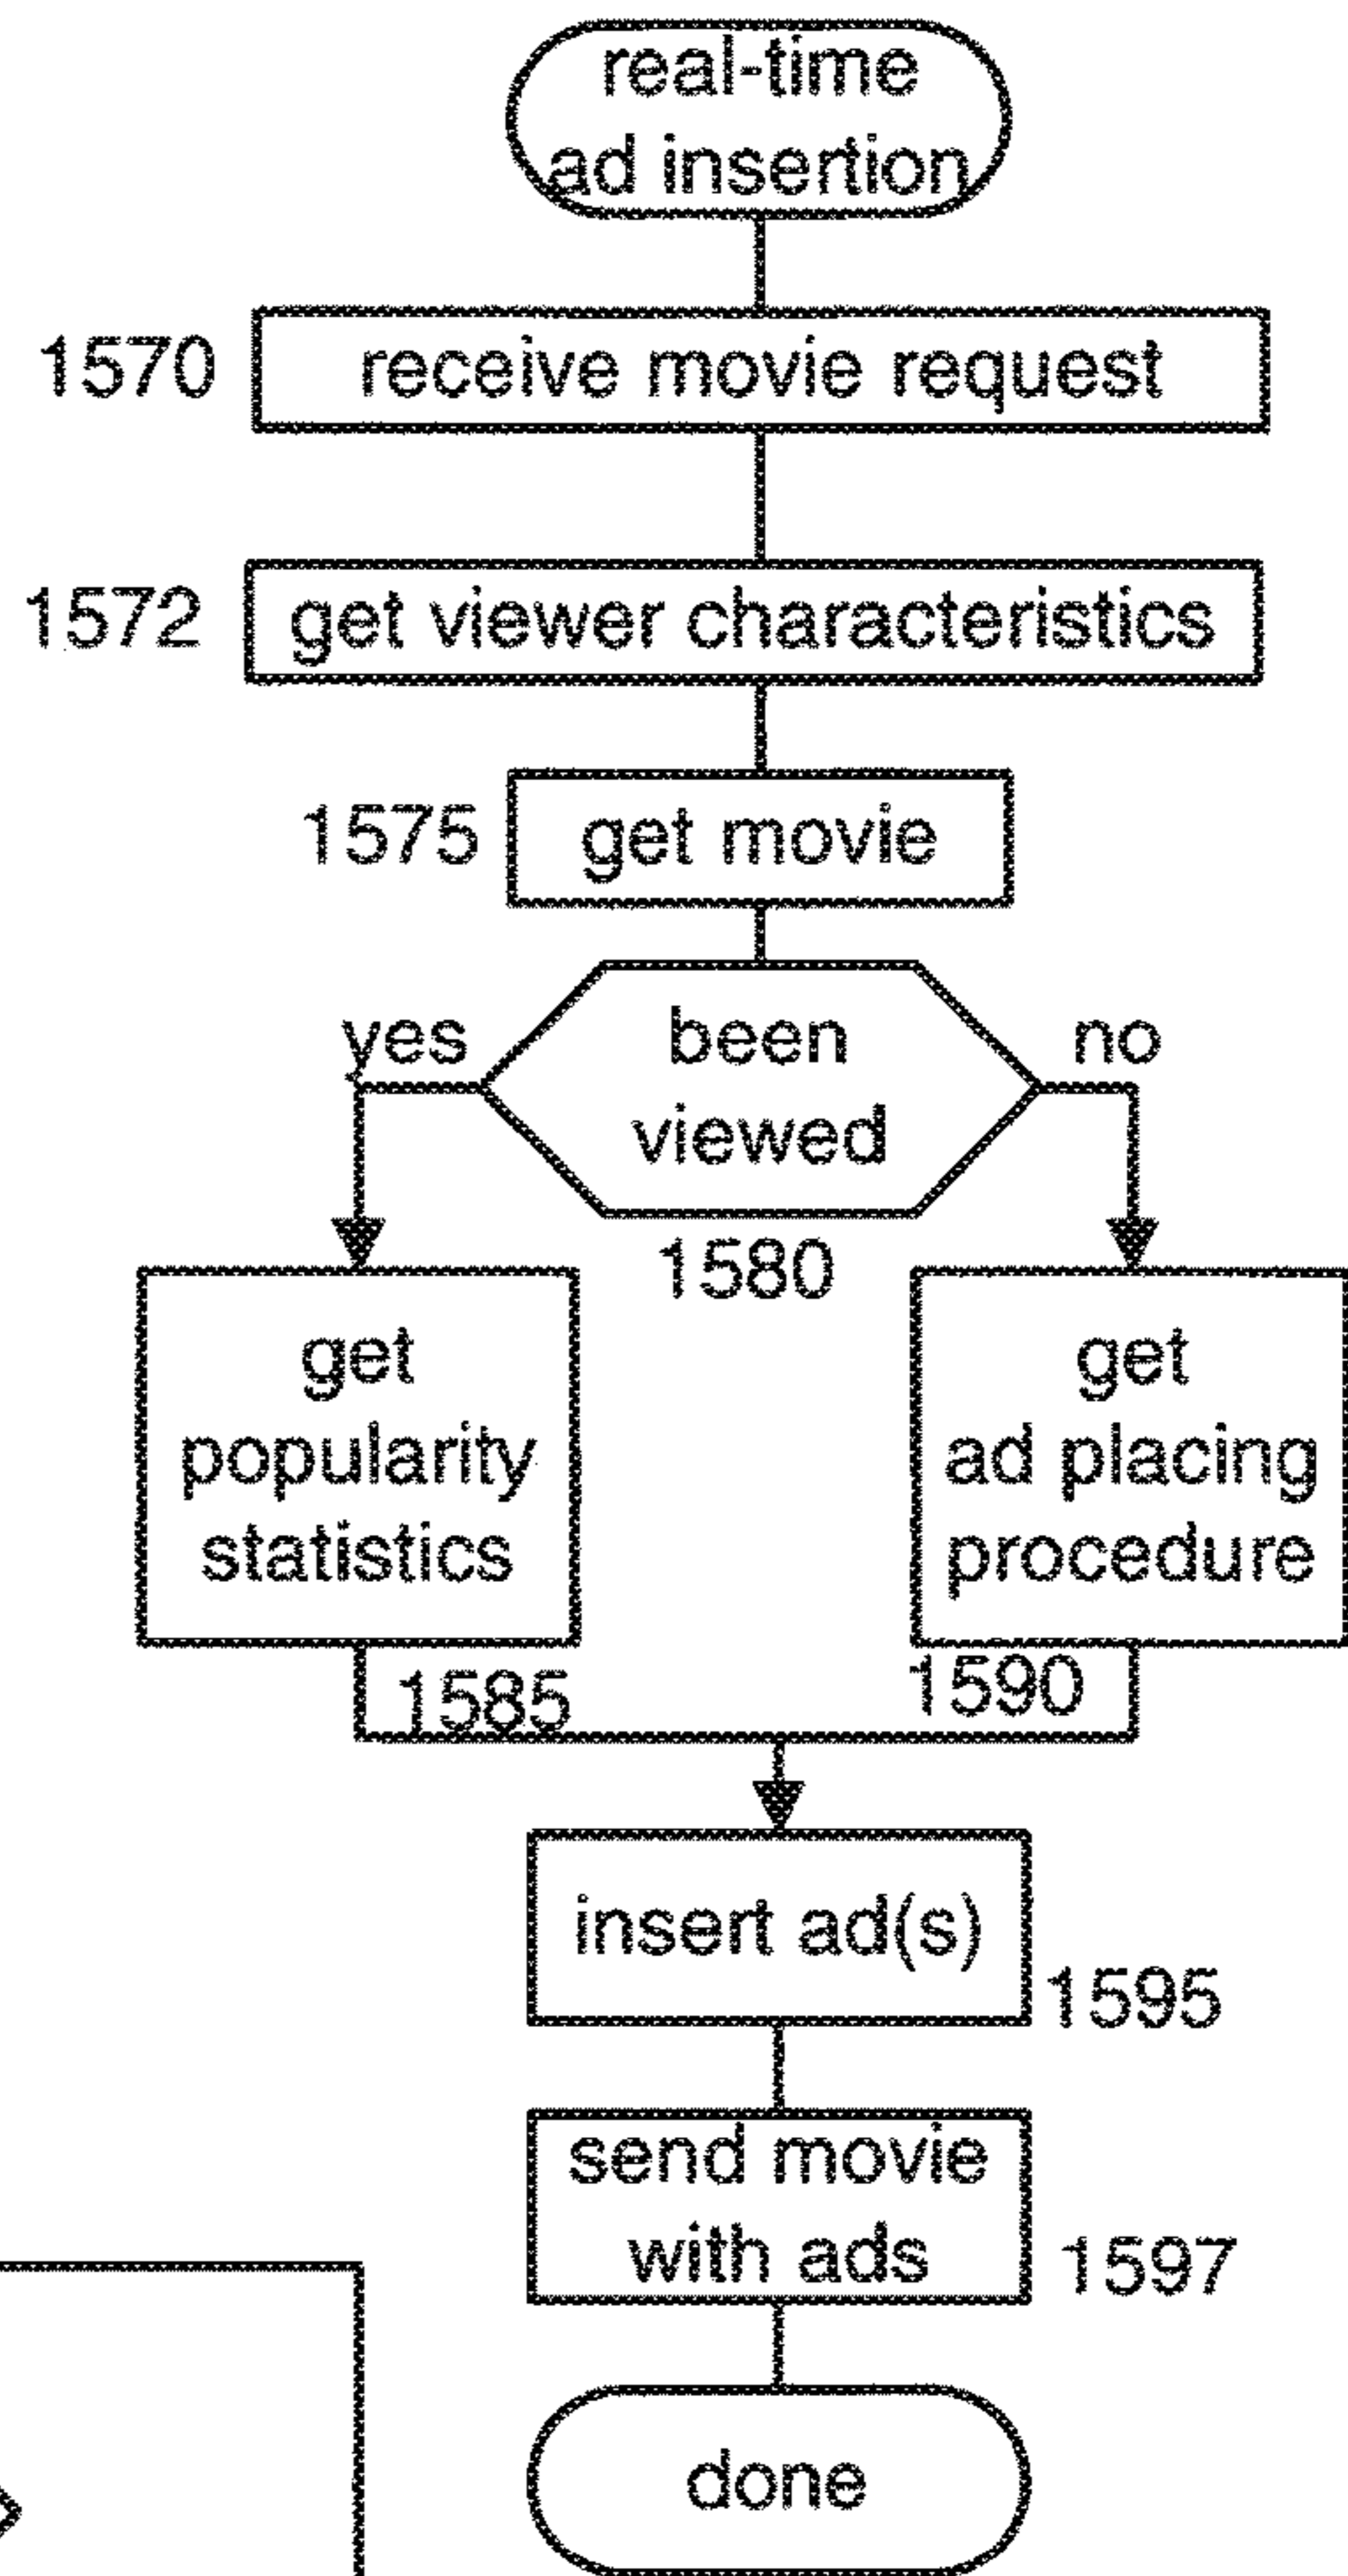 real-time
ad insertion
1570
receive movie request
1572
get viewer characteristics
1575
get movie
yes
been
viewed
no
1580
get
popularity
statistics
1585
get
ad placing
procedure
1590
insert ad(s)
1595
send movie
with ads
1597
done